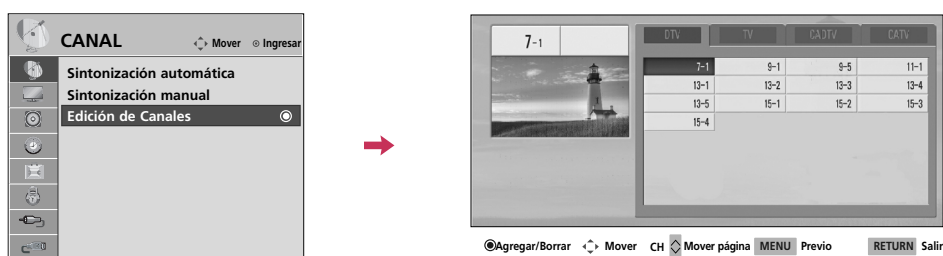 CANAL Mover Ingresar
Sintonización automática
Sintonización manual
Edición de Canales
7-1
DTV TV CADTV CATV
7-1 9-1 9-5 11-1
13-1 13-2 13-3 13-4
13-5 15-1 15-2 15-3
15-4
Agregar/Borrar Mover CH Mover página MENU Previo RETURN Salir